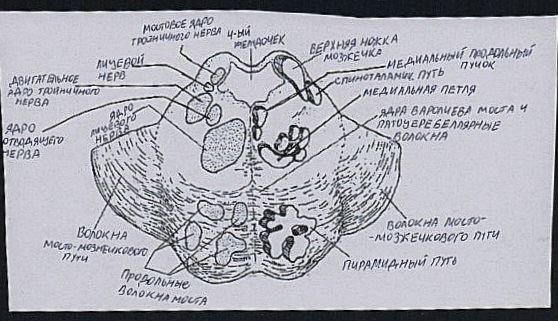 МОСТОВОЕ ЯДРО
ТРОЙНИЧНОГО НЕРВА
4-ЫЙ
ЖЕЛУДОЧЕК
ЛИЦЕВОЙ
НЕРВ
ДВИГАТЕЛЬНОЕ
ЯДРО ТРОЙНИЧНОГО
НЕРВА
ЯДРО
ЛИЦЕВОГО
НЕРВА
ЯДРО
ОТВОДЯЩЕГО
НЕРВА
ВОЛОКНА
МОСТО-МОЗЖЕЧКОВОГО
ПУТИ
ПРОДОЛЬНЫЕ
ВОЛОКНА МОСТА
ВЕРХНЯЯ НОЖКА
МОЗЖЕЧКА
МЕДИАЛЬНЫЙ ПРОДОЛЬНЫЙ
ПУЧОК
СПИНОТАЛАМИЧ. ПУТЬ
МЕДИАЛЬНАЯ ПЕТЛЯ
ЯДРА ВАРОЛИЕВА МОСТА И
ВОЛОКНА
ВОЛОКНА МОСТО-
-МОЗЖЕЧКОВОГО ПУТИ
ПИРАМИДНЫЙ ПУТЬ